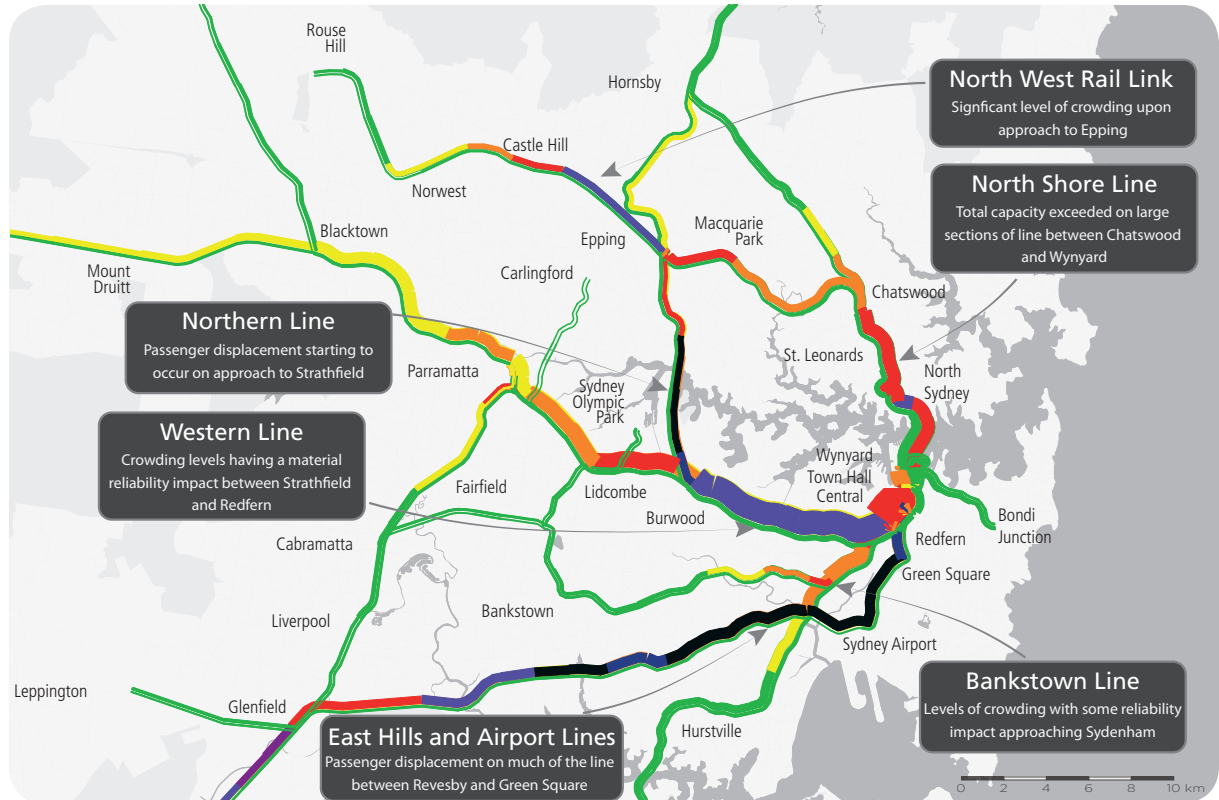 Rouse
Hill
Hornsby
North West Rail Link
Signficant level of crowding upon
approach to Epping
Castle Hill
Norwest
North Shore Line
Total capacity exceeded on large
sections of line between Chatswood
and Wynyard
Macquarie
Park
Blacktown
Epping
Mount
Druitt
Carlingford
Chatswood
Northern Line
Passenger displacement starting to
occur on approach to Strathfield
Parramatta
St. Leonards
North
Sydney
Sydney
Olympic
Park
Western Line
Crowding levels having a material
reliability impact between Strathfield
and Redfern
Wynyard
Town Hall
Central
Fairfield
Lidcombe
Burwood
Bondi
Junction
Cabramatta
Redfern
Green Square
Bankstown
Liverpool
Sydney Airport
Leppington
Glenfield
Hurstville
East Hills and Airport Lines
Passenger displacement on much of the line
between Revesby and Green Square
Bankstown Line
Levels of crowding with some reliability
impact approaching Sydenham
0 2 4 6 8 10 km